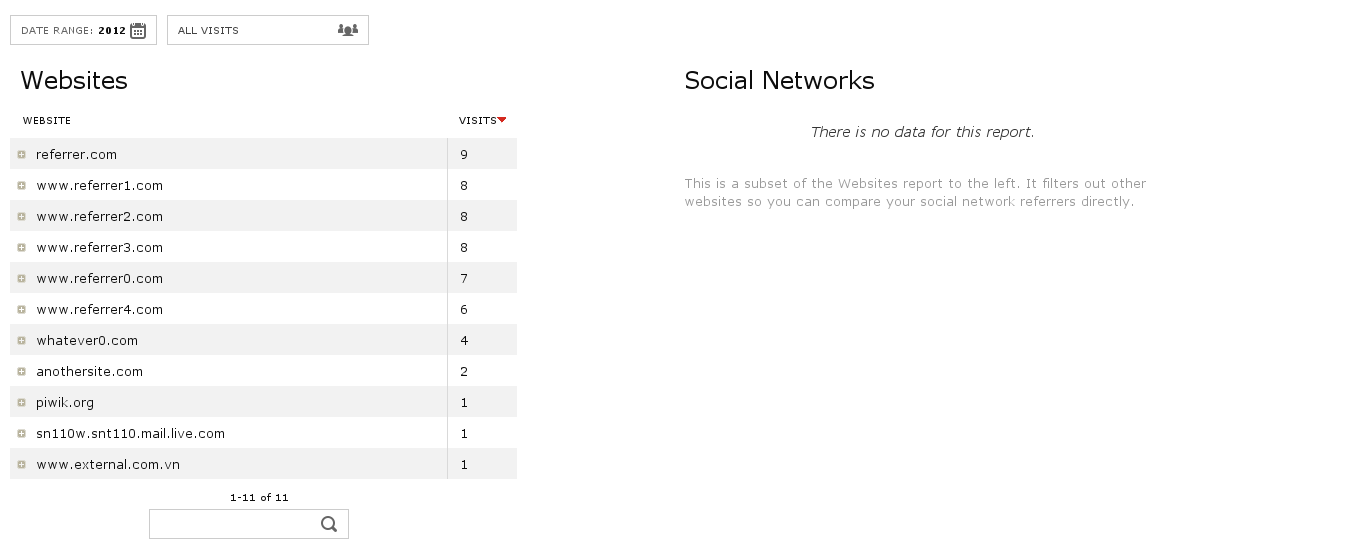 DATE RANGE: 2012
ALL VISITS
Websites
WEBSITE VISITS
referrer.com 9
www.referrer1.com 8
www.referrer2.com 8
www.referrer3.com 8
www.referrer0.com 7
www.referrer4.com 6
whatever0.com 4
anothersite.com 2
piwik.org 1
sn110w.snt110.mail.live.com 1
www.external.com.vn 1
1-11 of 11
Social Networks
There is no data for this report.
This is a subset of the Websites report to the left. It filters out other
websites so you can compare your social network referrers directly.